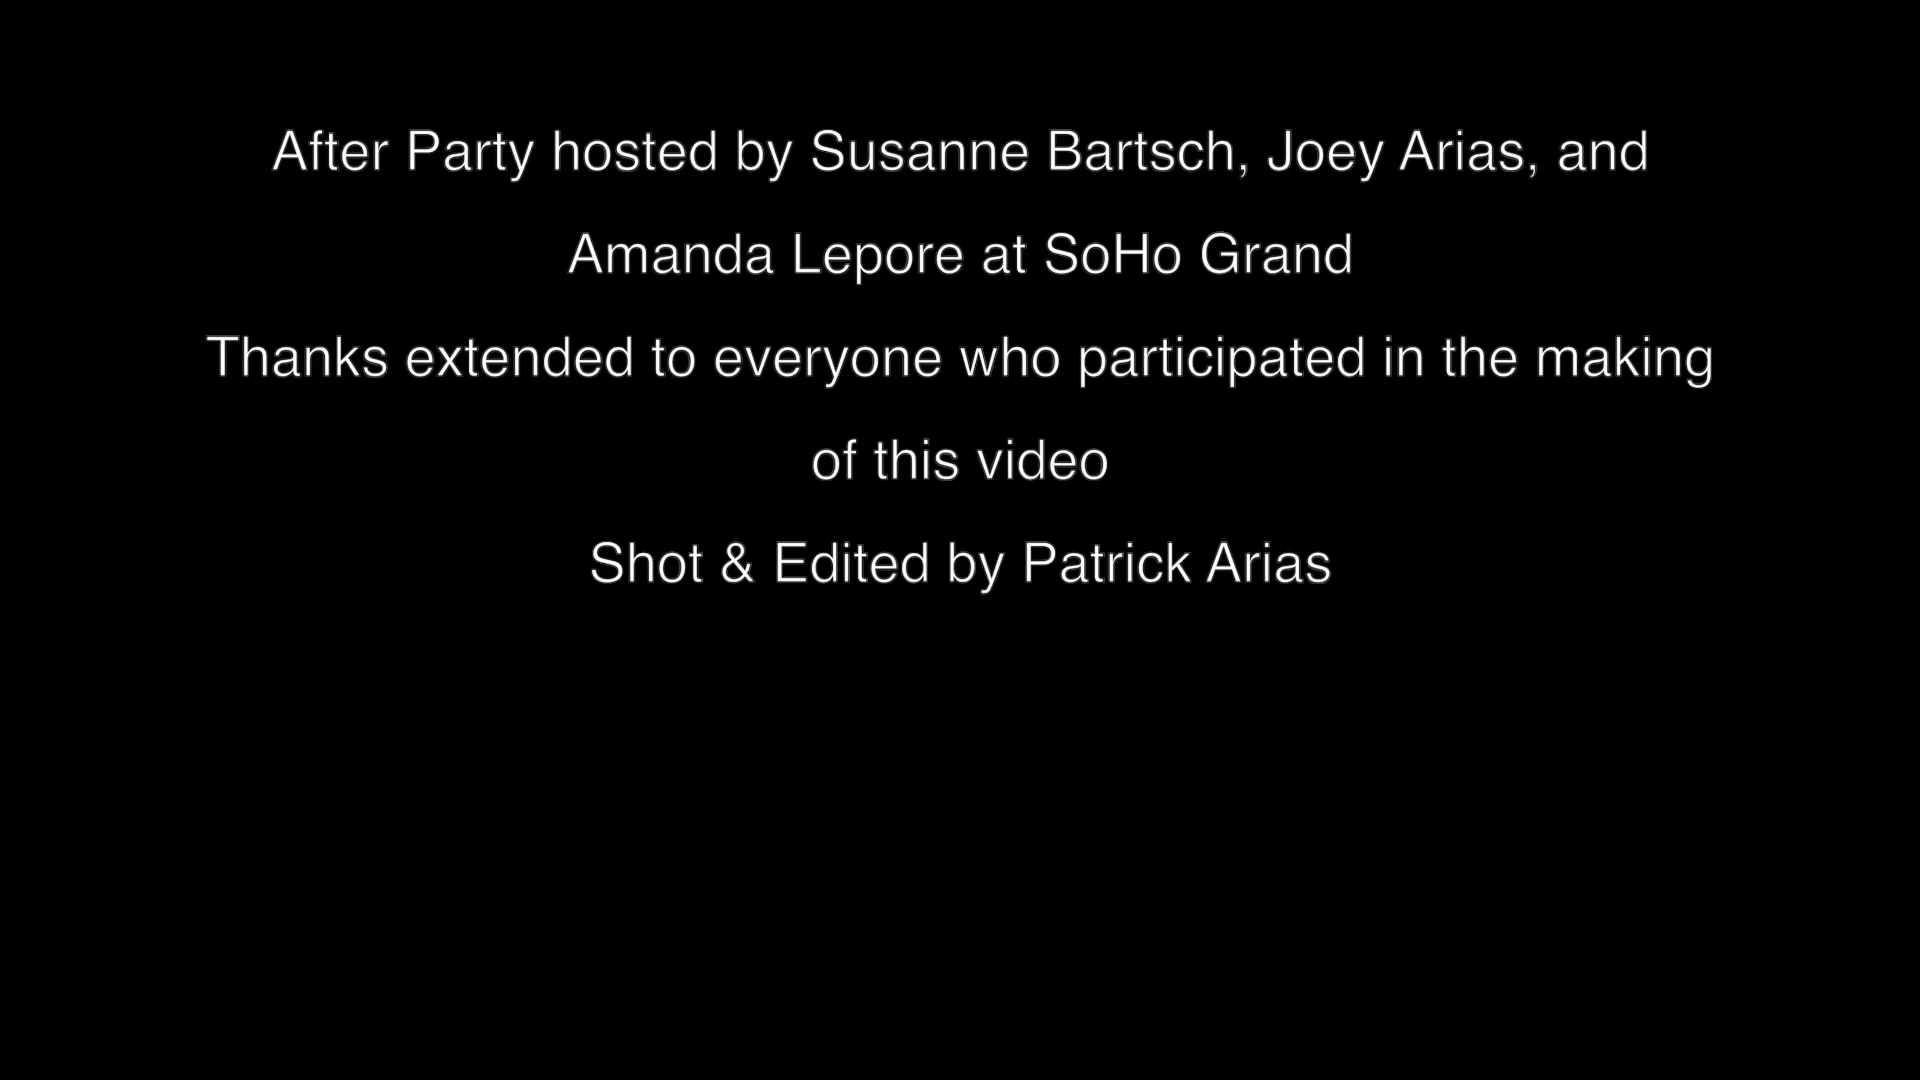 After Party hosted by Susanne Bartsch, Joey Arias, and
Amanda Lepore at SoHo Grand
Thanks extended to everyone who participated in the making
of this video
Shot & Edited by Patrick Arias